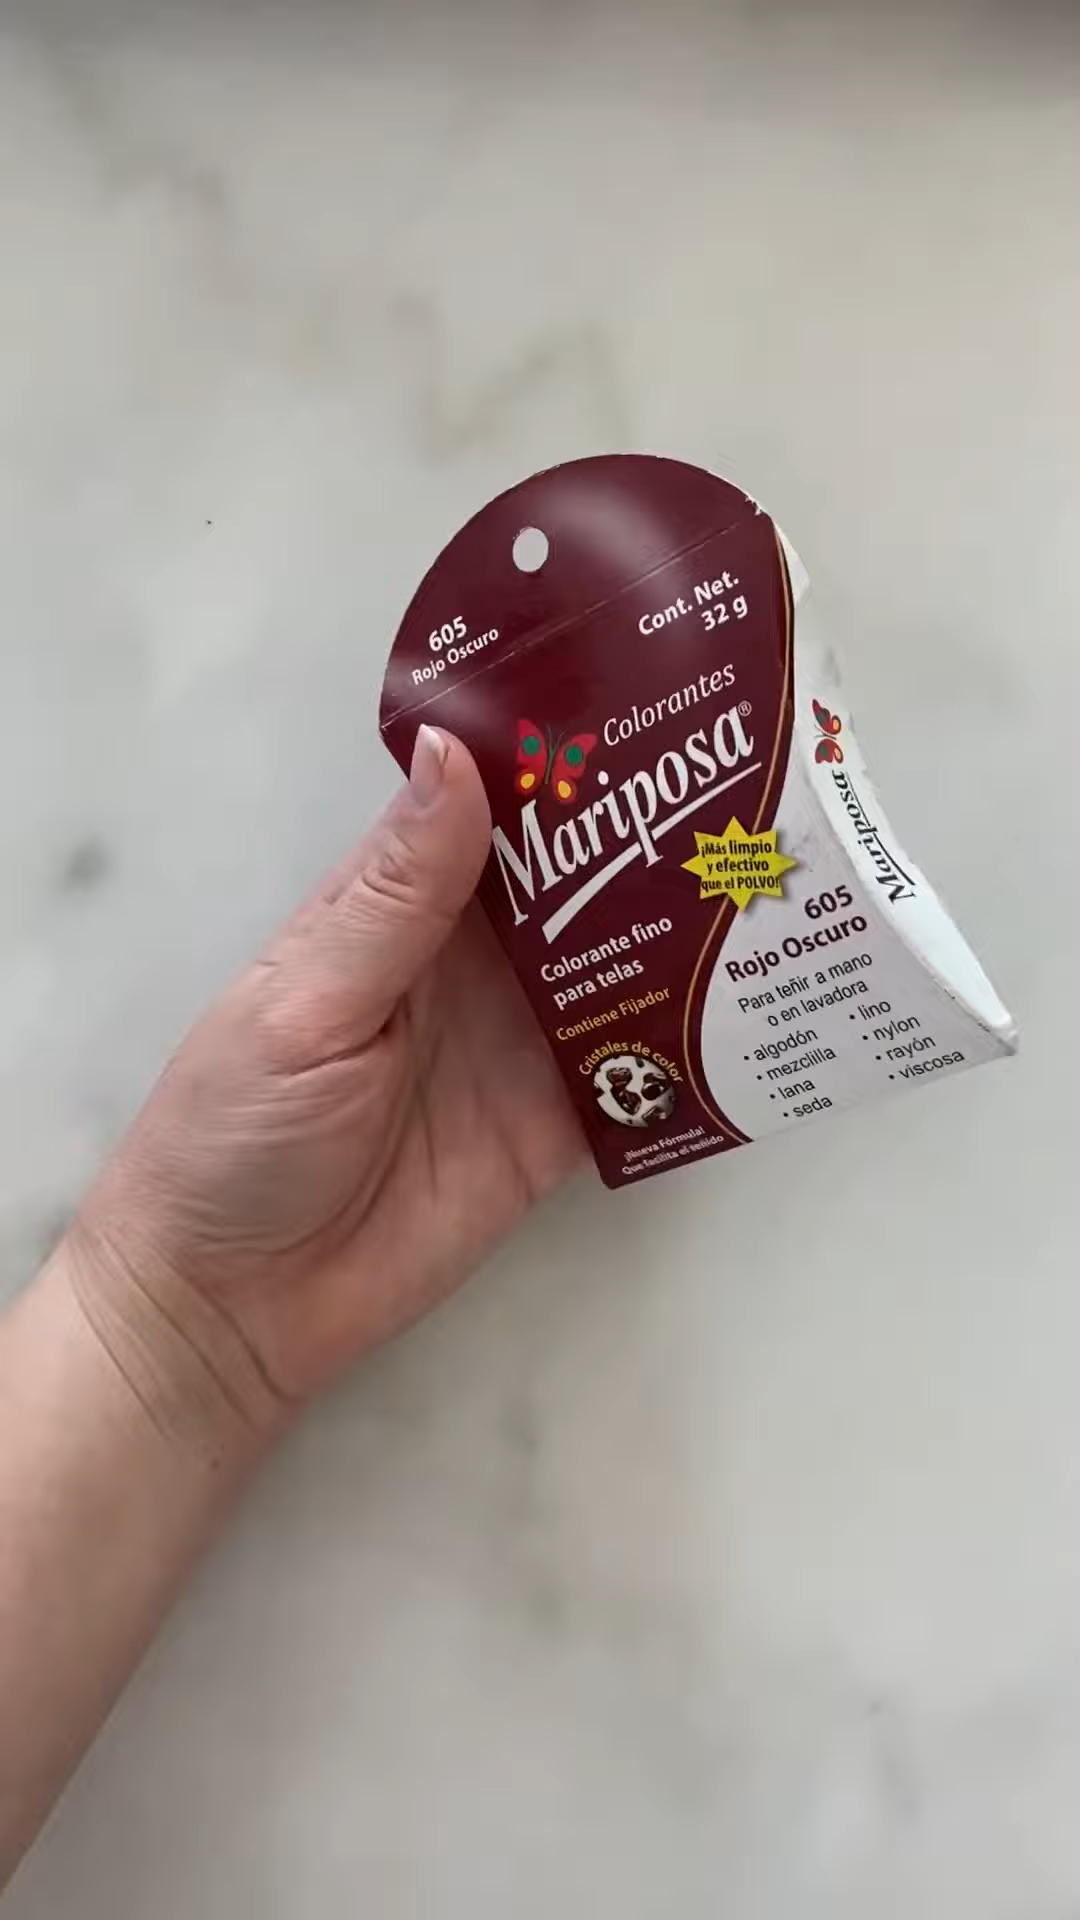 605
Rojo Oscuro
Cont. Net.
32 g
Colorantes
Mariposa®
¡Más limpio
y efectivo
que el POLVO!
Colorante fino
para telas
Contiene Fijador
Cristales de color
¡Nueva Fórmula!
Que facilita el teñido
605
Rojo Oscuro
Para teñir a mano
o en lavadora
• algodón
• mezclilla
• lana
• seda
• lino
• nylon
• rayón
• viscosa
Mariposa